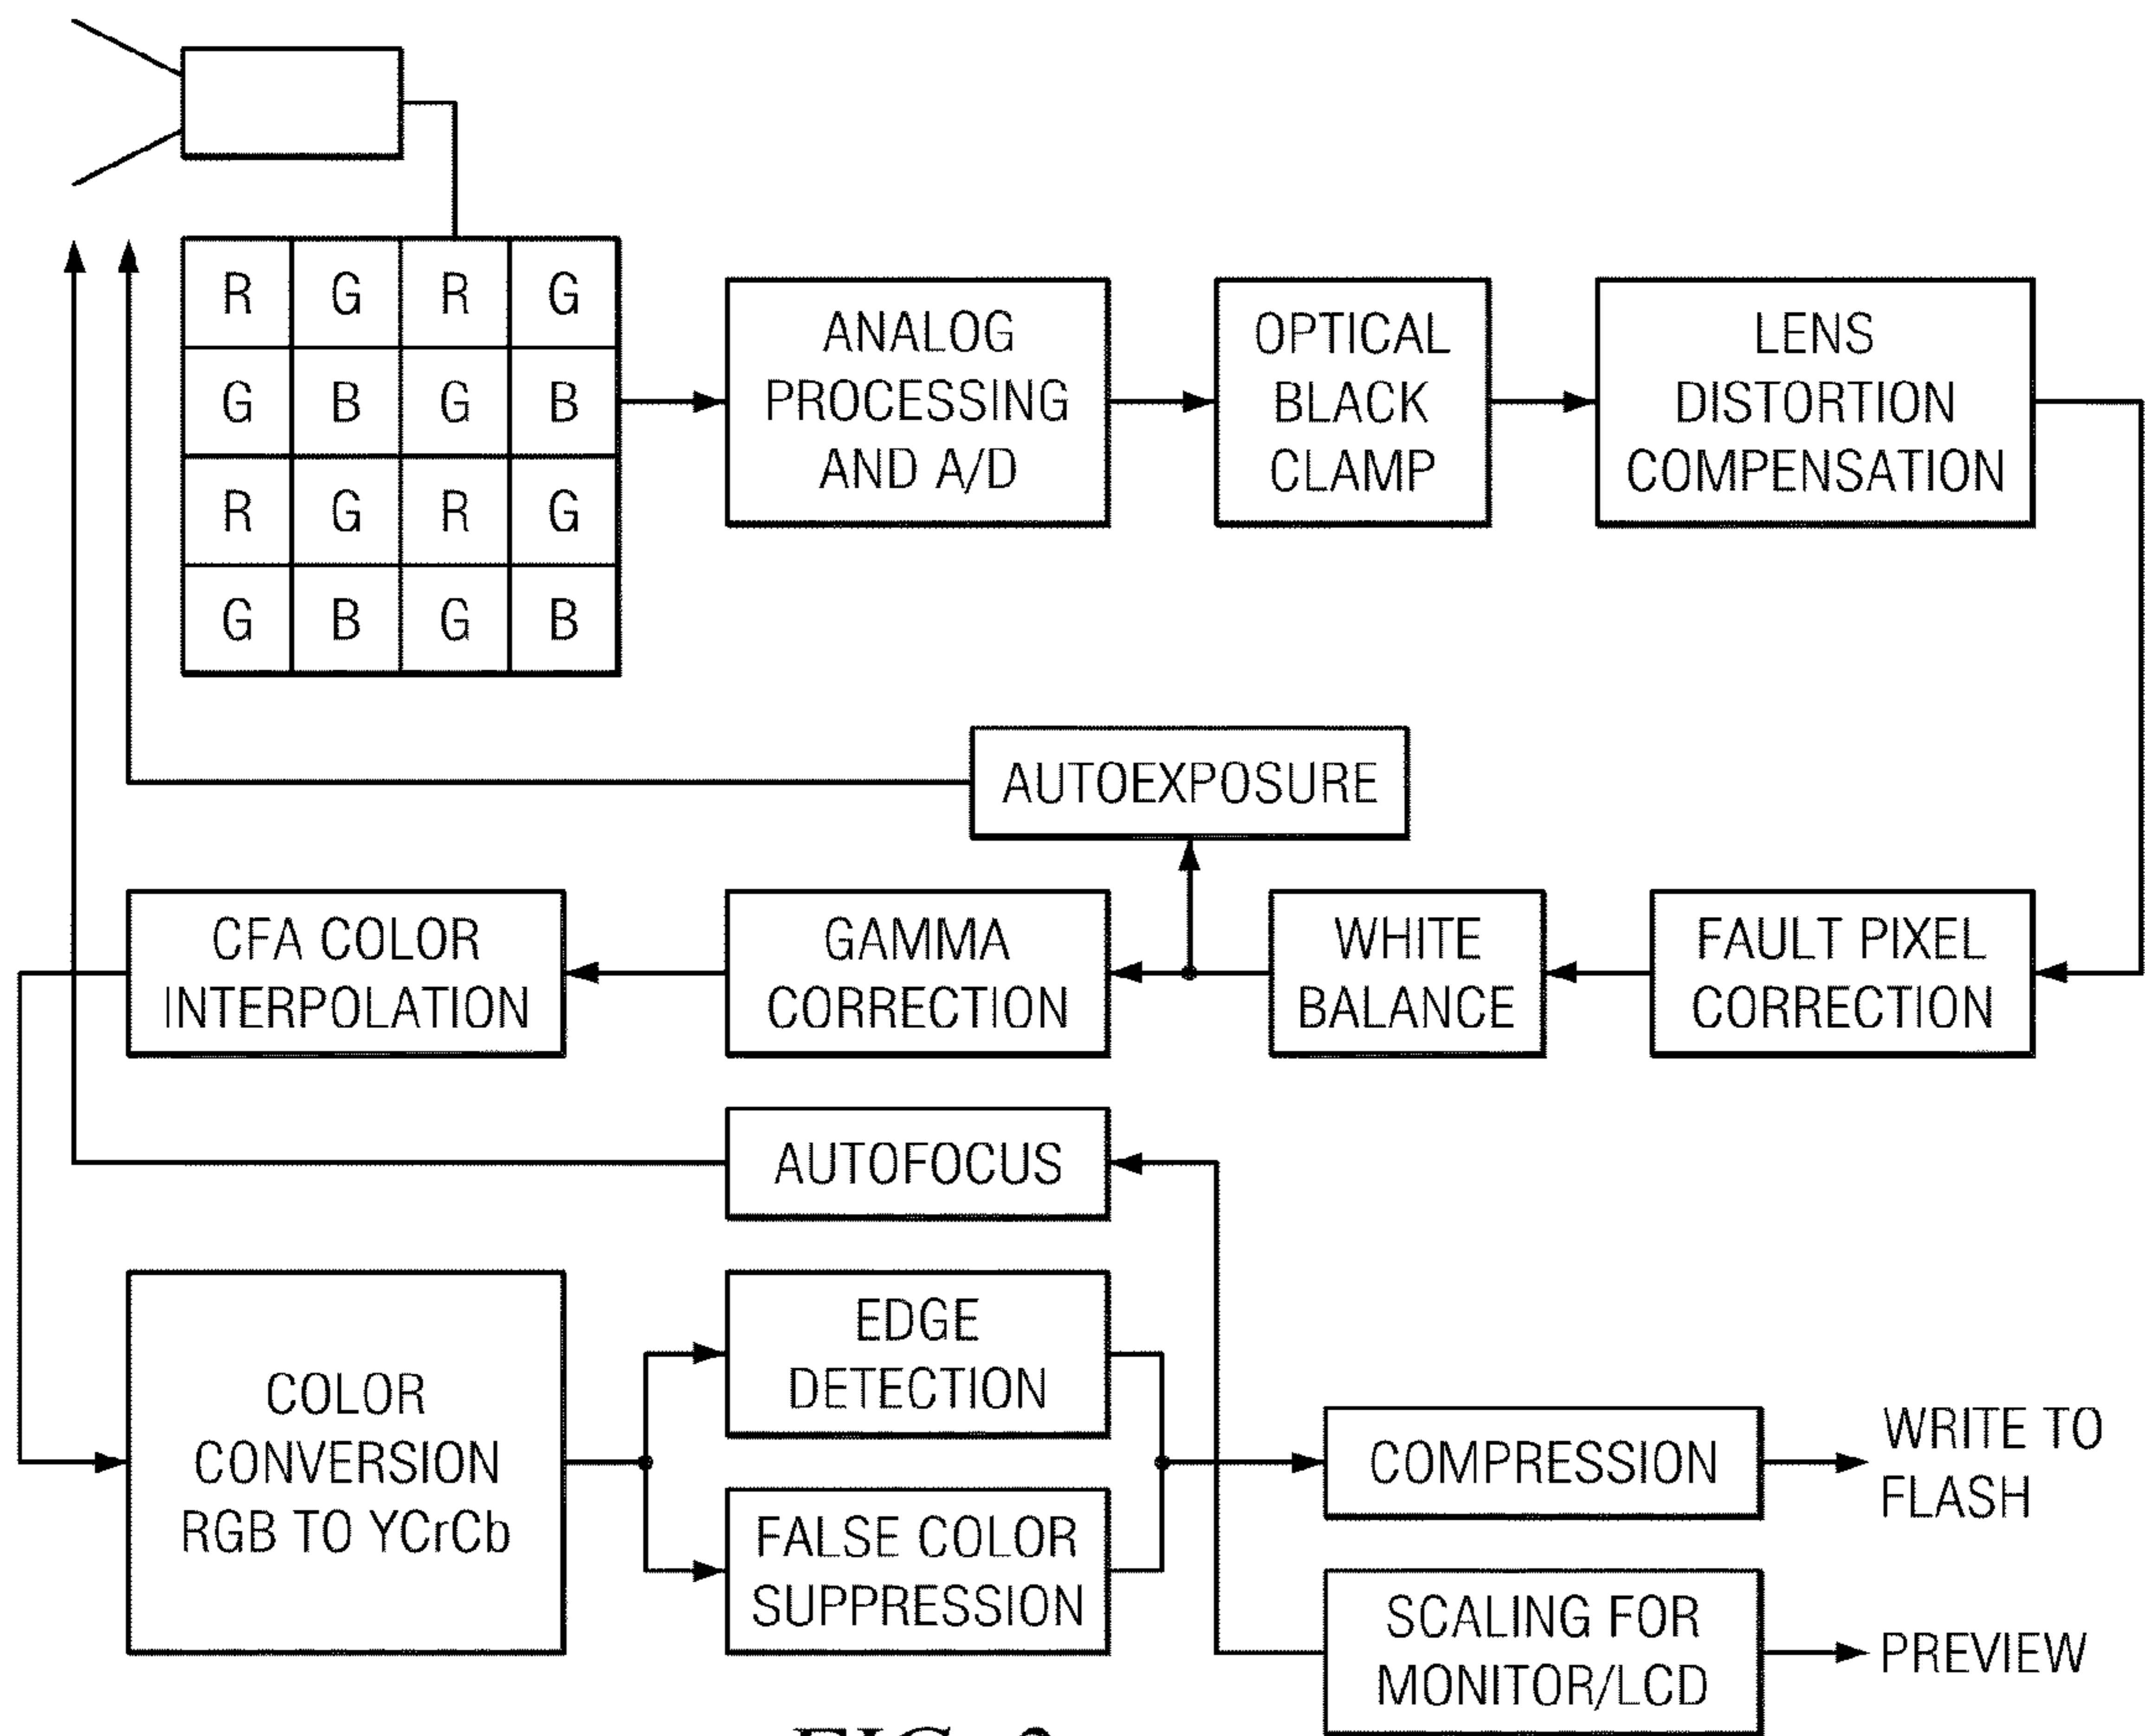 R G R G
G B G B
R G R G
G B G B
ANALOG
PROCESSING
AND A/D
OPTICAL
BLACK
CLAMP
LENS
DISTORTION
COMPENSATION
AUTOEXPOSURE
CFA COLOR
INTERPOLATION
GAMMA
CORRECTION
WHITE
BALANCE
FAULT PIXEL
CORRECTION
AUTOFOCUS
COLOR
CONVERSION
RGB TO YCrCb
EDGE
DETECTION
FALSE COLOR
SUPPRESSION
COMPRESSION
WRITE TO
FLASH
SCALING FOR
MONITOR/LCD
PREVIEW